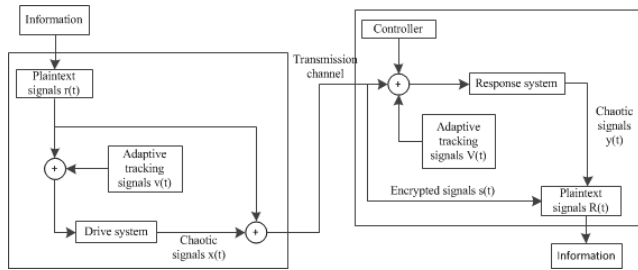 Information
Plaintext
signals r(t)
+
Adaptive
tracking
signals v(t)
Drive system
Chaotic
signals x(t)
+
Transmission
channel
Controller
+
Response system
Adaptive
tracking
signals V(t)
Chaotic
signals
y(t)
Encrypted signals s(t)
Plaintext
signals R(t)
Information